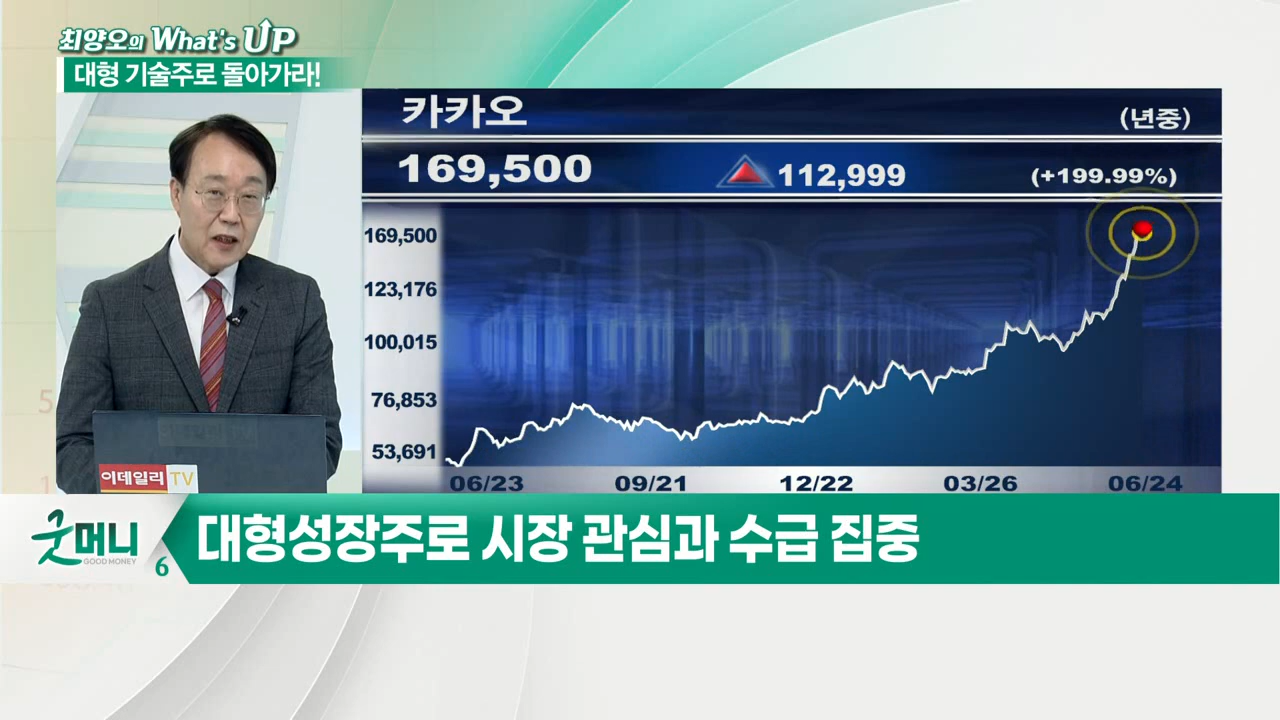 최양오의 What's UP
대형 기술주로 돌아가라!
카카오
(년중)
169,500
112,999
(+199.99%)
169,500
123,176
100,015
76,853
53,691
06/23
09/21
12/22
03/26
06/24
이데일리 TV
굿머니
GOOD MONEY
6
대형성장주로 시장 관심과 수급 집중